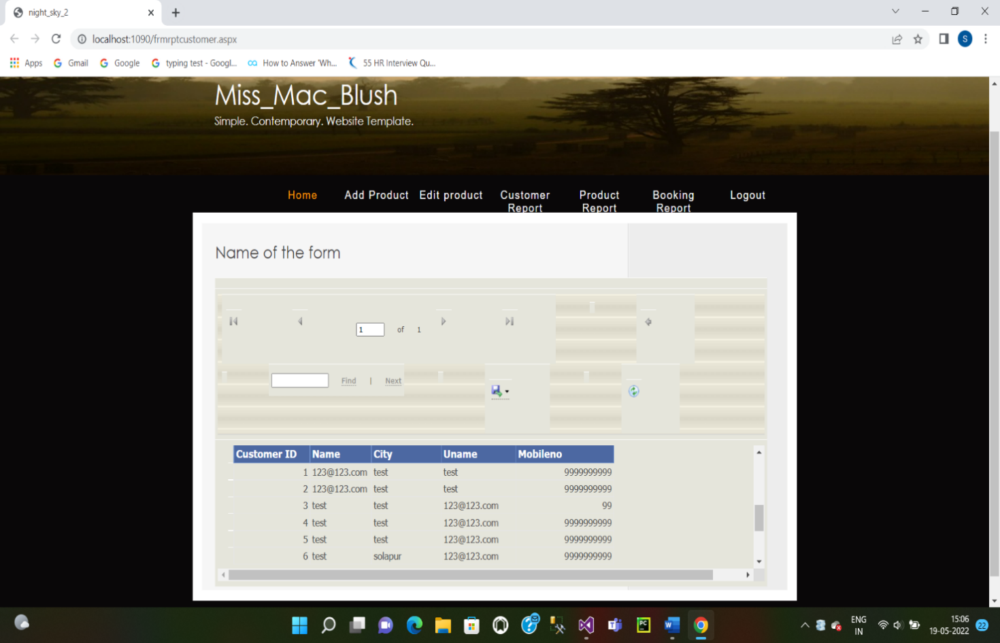 night_sky_2
localhost:1090/frmrptcustomer.aspx
S
Apps Gmail Google typing test - Googl... How to Answer 'Wh... 55 HR Interview Qu...
Miss_Mac_Blush
Simple. Contemporary. Website Template.
Home Add Product Edit product Customer Report Product Report Booking Report Logout
Name of the form
1 of 1
Find | Next
Customer ID Name City Uname Mobileno
1 123@123.com test test 9999999999
2 123@123.com test test 9999999999
3 test test 123@123.com 99
4 test test 123@123.com 9999999999
5 test test 123@123.com 9999999999
6 test solapur 123@123.com 9999999999
ENG
IN
15:06
19-05-2022
22